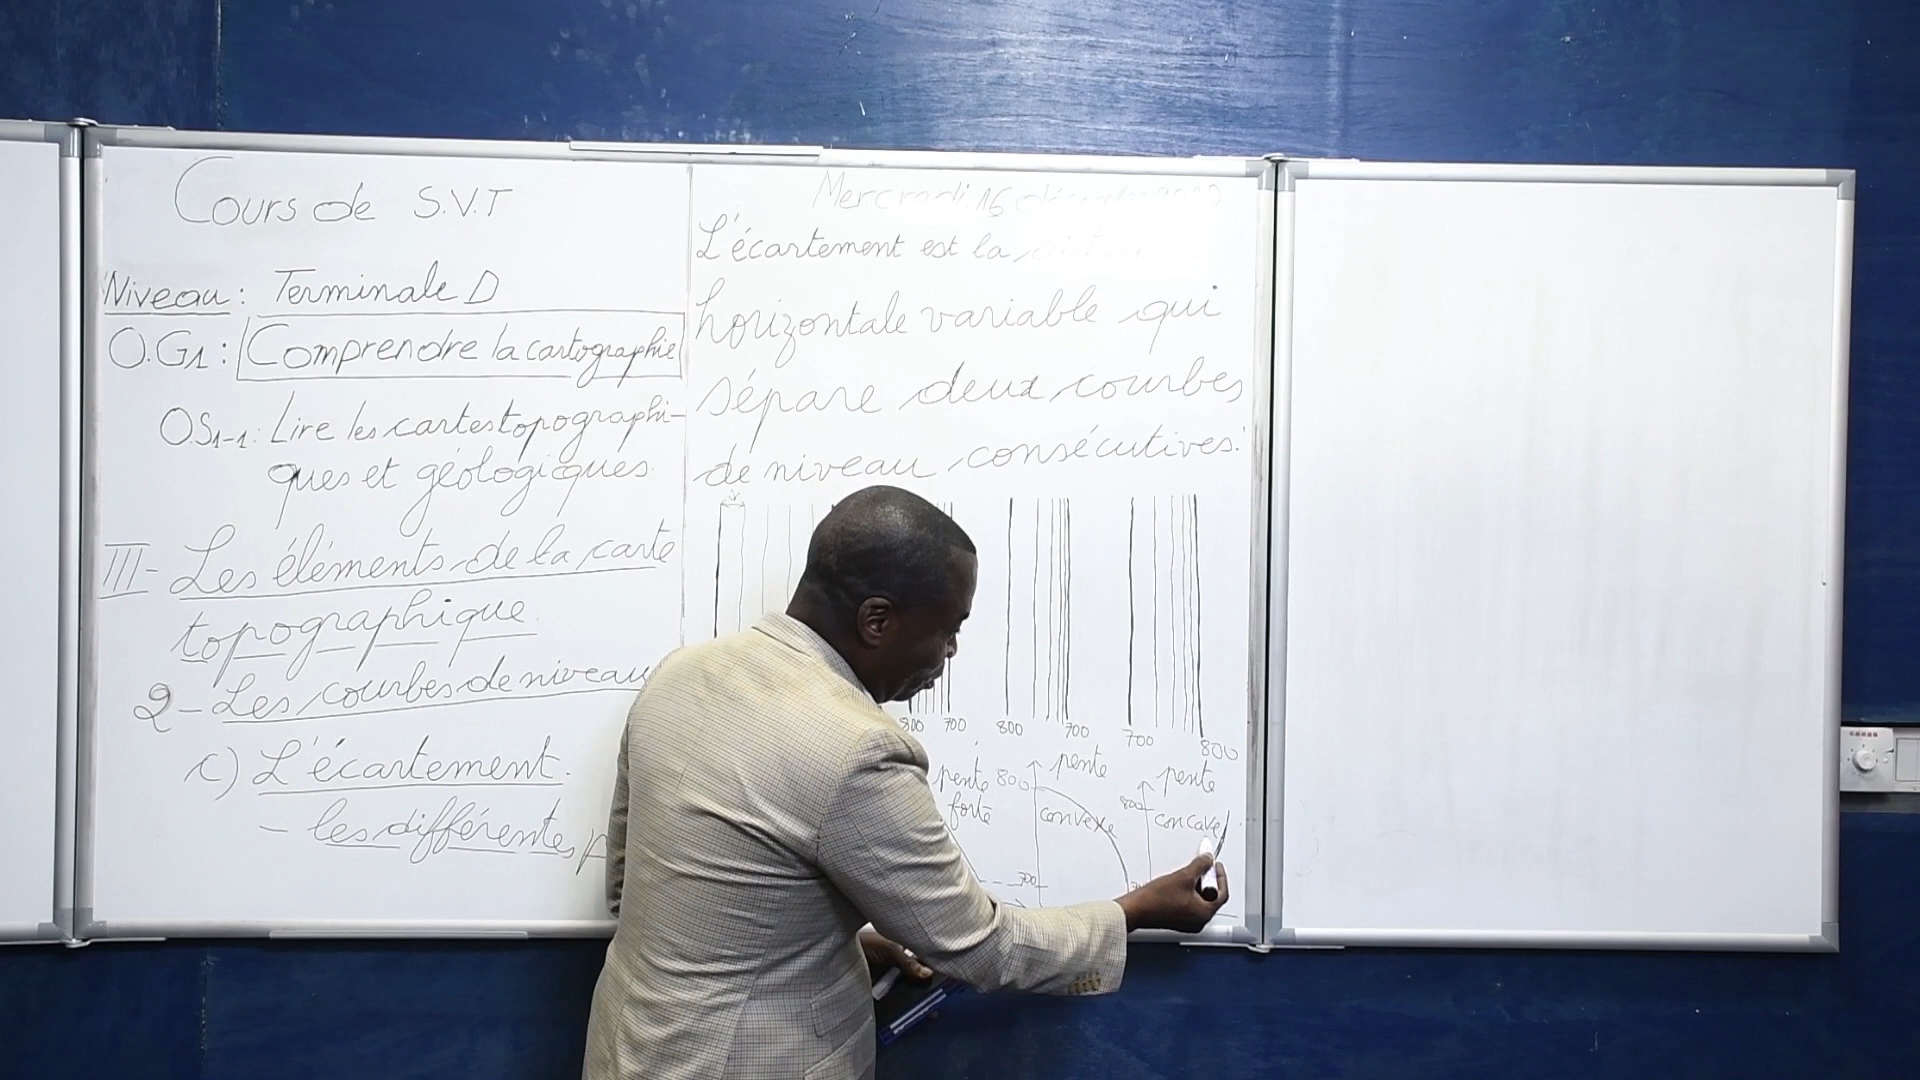 Cours de S.V.T
Niveau : Terminale D
O.G1 : Comprendre la cartographie
O.S1-1 : Lire les cartes topographi-
ques et géologiques
III- Les éléments de la carte
topographique
2- Les courbes de niveau
c) L'écartement.
- les différentes p
Mercredi 16
L'écartement est la
horizontale variable qui
sépare deux courbes
de niveau consécutives.
800 700 800 700 700 800
pente forte
pente convexe
pente concave
800
700
800